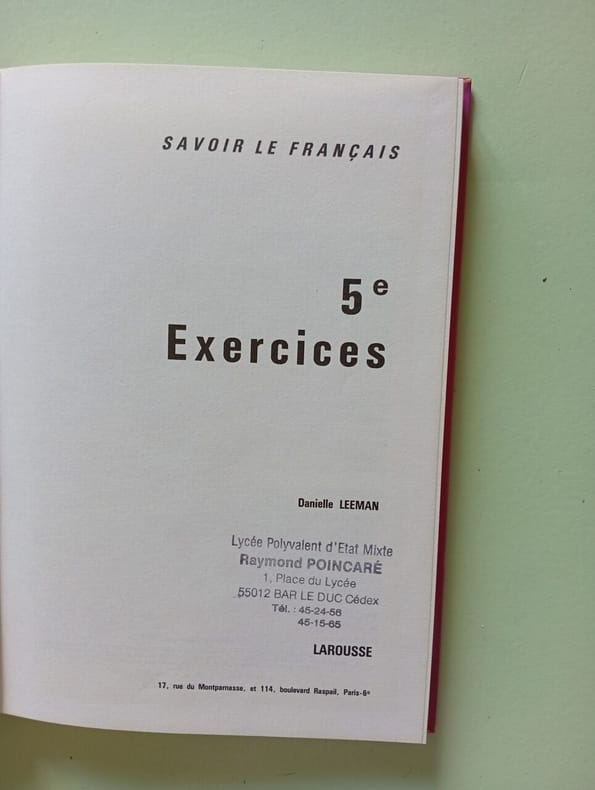 SAVOIR LE FRANÇAIS
5e
Exercices
Danielle LEEMAN
Lycée Polyvalent d'Etat Mixte
Raymond POINCARÉ
1, Place du Lycée
55012 BAR LE DUC Cédex
Tél. : 45-24-56
45-15-65
LAROUSSE
17, rue du Montparnasse, et 114, boulevard Raspail, Paris-6e